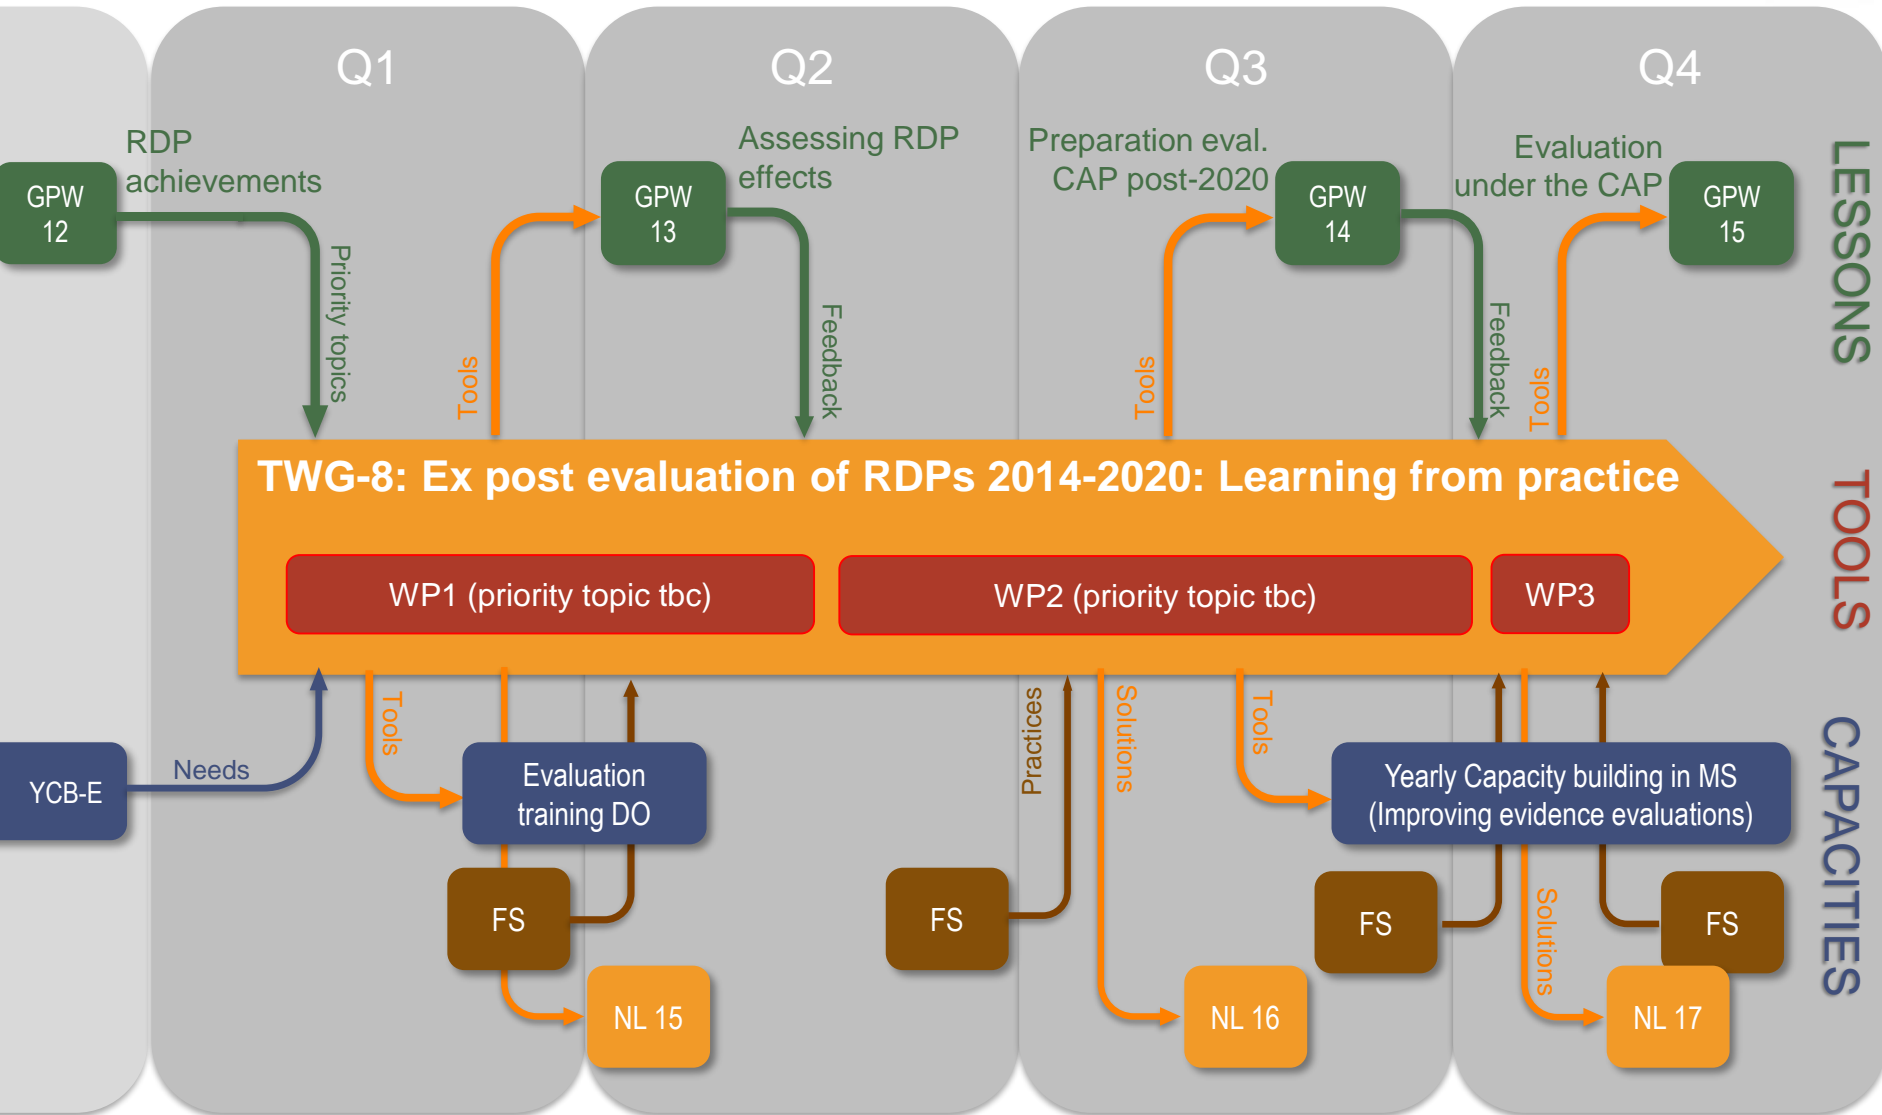 Q1
Q2
Q3
Q4
RDP
achievements
Assessing RDP
effects
Preparation eval.
CAP post-2020
Evaluation
under the CAP
GPW
12
GPW
13
GPW
14
GPW
15
LESSONS
Priority topics
Tools
Feedback
Tools
Feedback
Tools
TWG-8: Ex post evaluation of RDPs 2014-2020: Learning from practice
WP1 (priority topic tbc)
WP2 (priority topic tbc)
WP3
TOOLS
YCB-E
Needs
Tools
Evaluation
training DO
Practices
Solutions
Tools
Yearly Capacity building in MS
(Improving evidence evaluations)
CAPACITIES
FS
FS
FS
FS
Solutions
NL 15
NL 16
NL 17